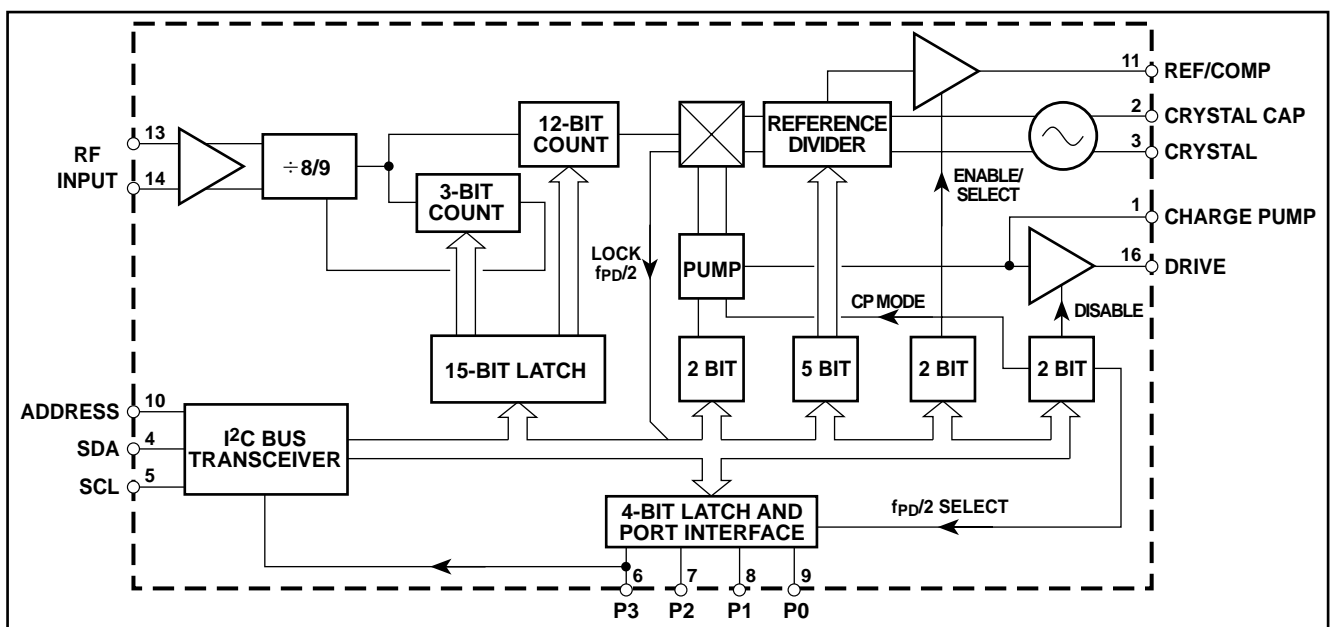 11
REF/COMP
2
CRYSTAL CAP
3
CRYSTAL
13
RF
INPUT
14
÷8/9
12-BIT
COUNT
3-BIT
COUNT
REFERENCE
DIVIDER
ENABLE/
SELECT
1
CHARGE PUMP
LOCK
fPD/2
PUMP
16
DRIVE
CP MODE
DISABLE
15-BIT LATCH
2 BIT
5 BIT
2 BIT
2 BIT
ADDRESS
10
SDA
4
SCL
5
I2C BUS
TRANSCEIVER
4-BIT LATCH AND
PORT INTERFACE
fPD/2 SELECT
6
7
8
9
P3
P2
P1
P0